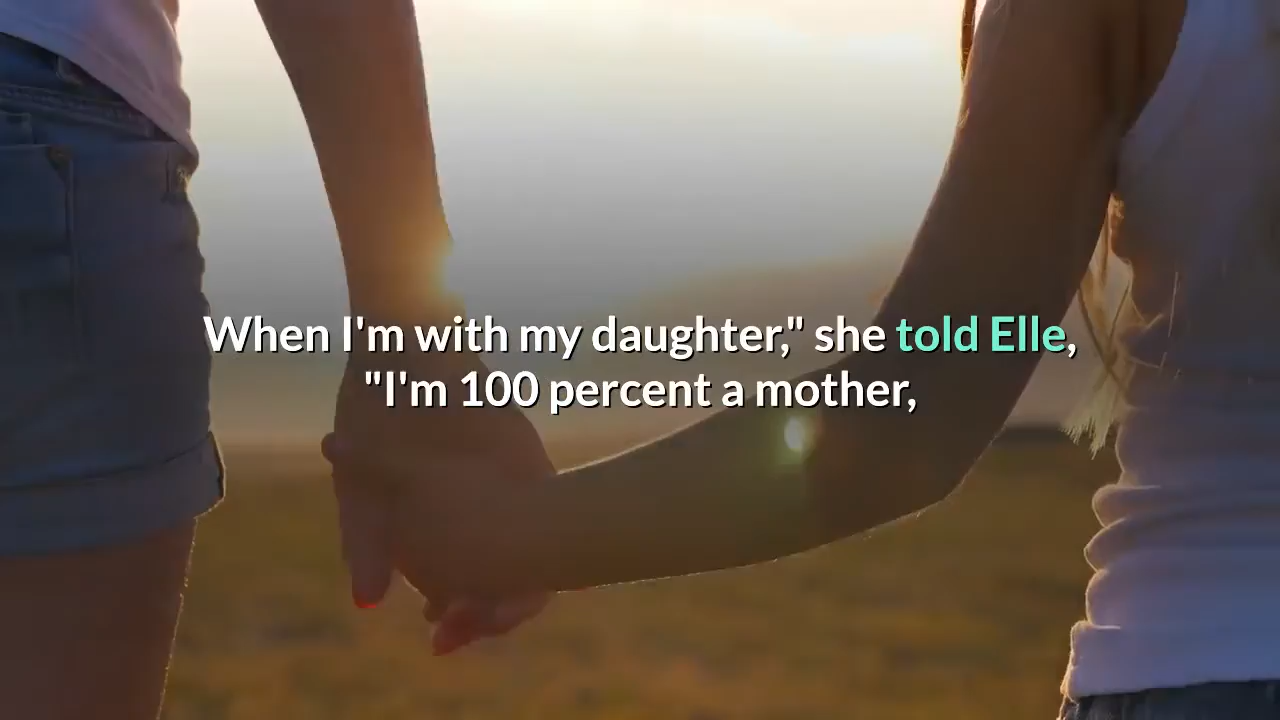 When I'm with my daughter," she told Elle,
"I'm 100 percent a mother,